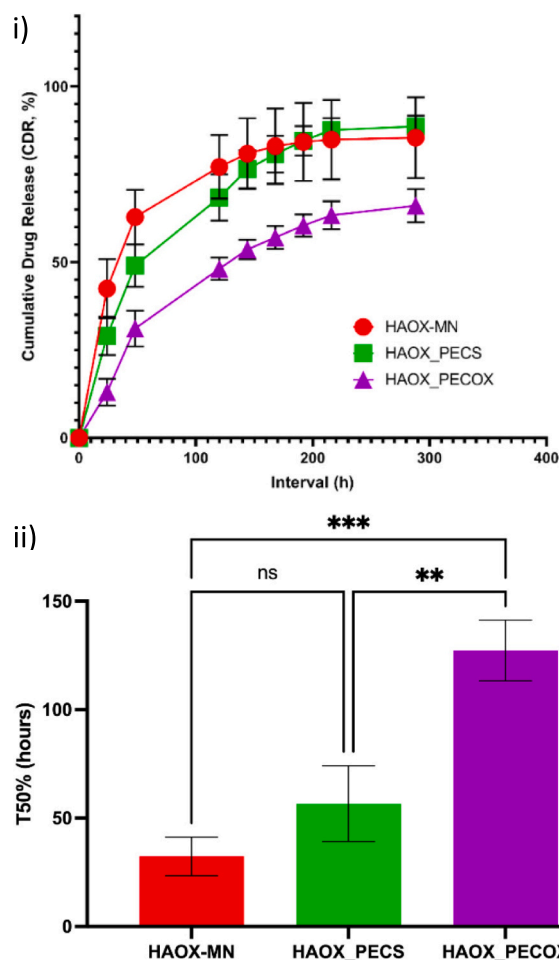 i)
Cumulative Drug Release (CDR, %)
100
50
0
HAOX-MN
HAOX_PECS
HAOX_PECOX
0 100 200 300 400
Interval (h)
ii)
***
ns **
T50% (hours)
150
100
50
0
HAOX-MN HAOX_PECS HAOX_PECOX